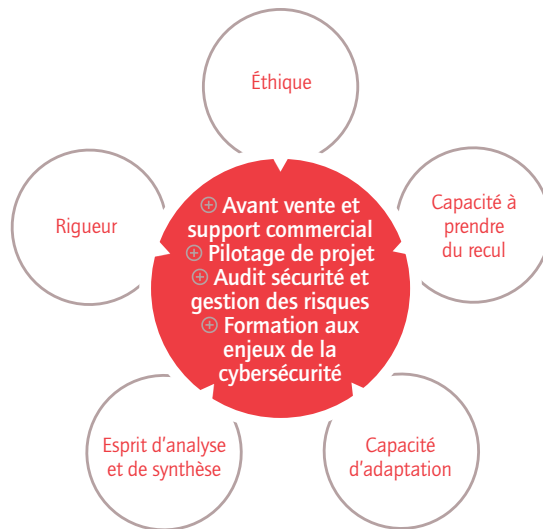 Éthique
Rigueur
Capacité à
prendre
du recul
⊕ Avant vente et
support commercial
⊕ Pilotage de projet
⊕ Audit sécurité et
gestion des risques
⊕ Formation aux
enjeux de la
cybersécurité
Esprit d’analyse
et de synthèse
Capacité
d’adaptation